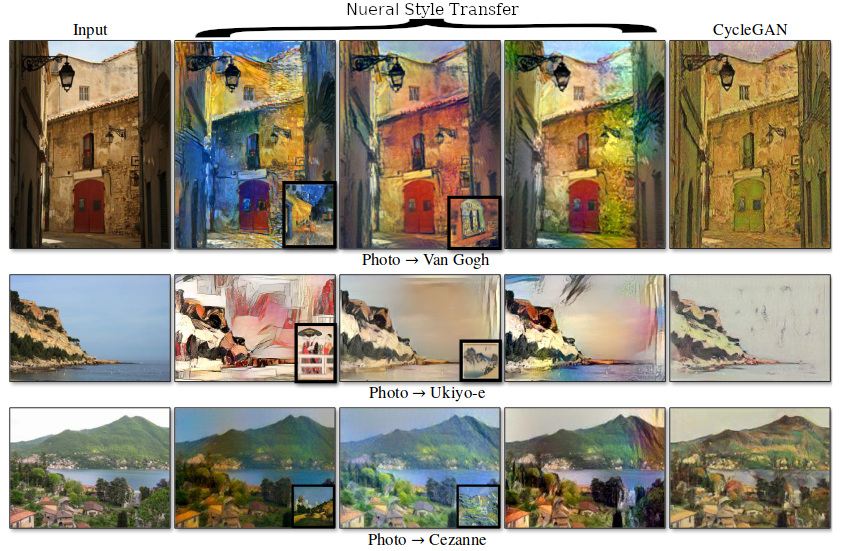 Nueral Style Transfer
Input
CycleGAN
Photo → Van Gogh
Photo → Ukiyo-e
Photo → Cezanne